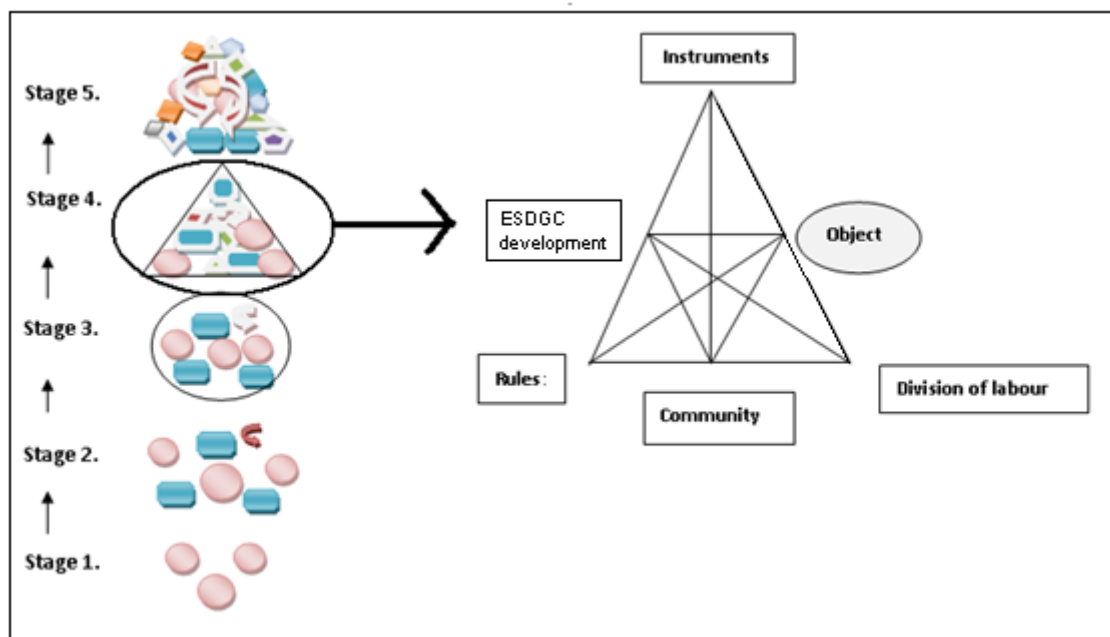 Stage 5.
Stage 4.
Stage 3.
Stage 2.
Stage 1.
Instruments
ESDGC
development
Object
Rules:
Community
Division of labour